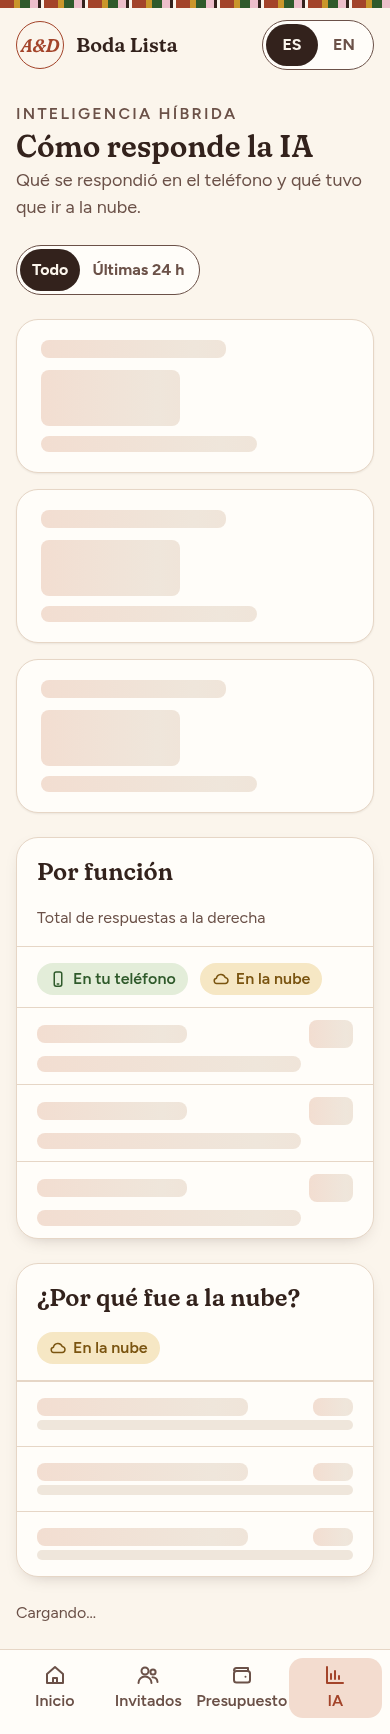 A&D Boda Lista ES EN
INTELIGENCIA HÍBRIDA
Cómo responde la IA
Qué se respondió en el teléfono y qué tuvo
que ir a la nube.
Todo Últimas 24 h
Por función
Total de respuestas a la derecha
En tu teléfono En la nube
¿Por qué fue a la nube?
En la nube
Cargando…
Inicio Invitados Presupuesto IA